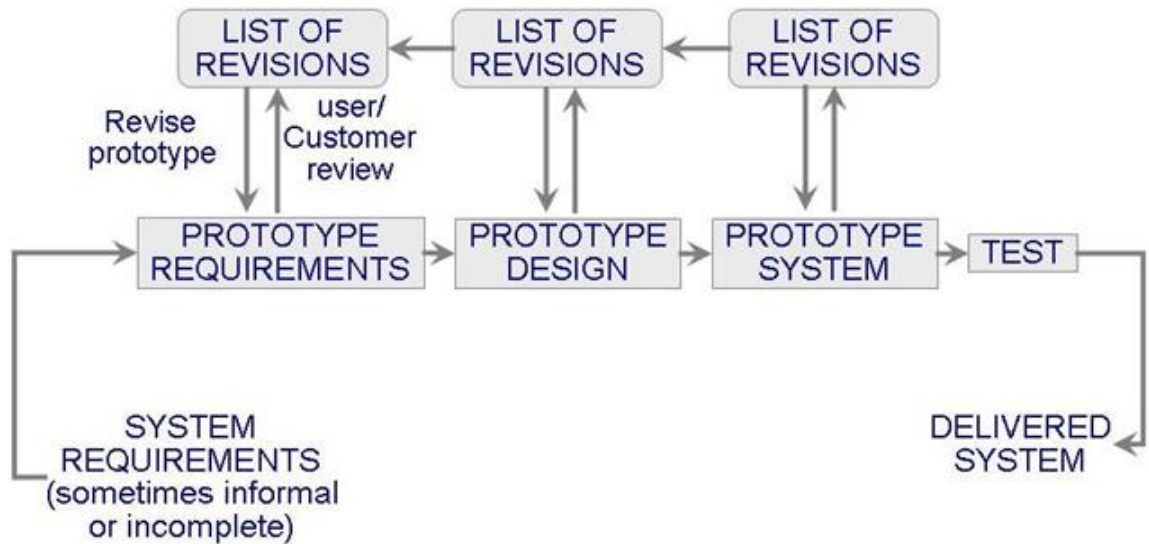 LIST OF
REVISIONS
LIST OF
REVISIONS
LIST OF
REVISIONS
Revise
prototype
user/
Customer
review
PROTOTYPE
REQUIREMENTS
PROTOTYPE
DESIGN
PROTOTYPE
SYSTEM
TEST
SYSTEM
REQUIREMENTS
(sometimes informal
or incomplete)
DELIVERED
SYSTEM